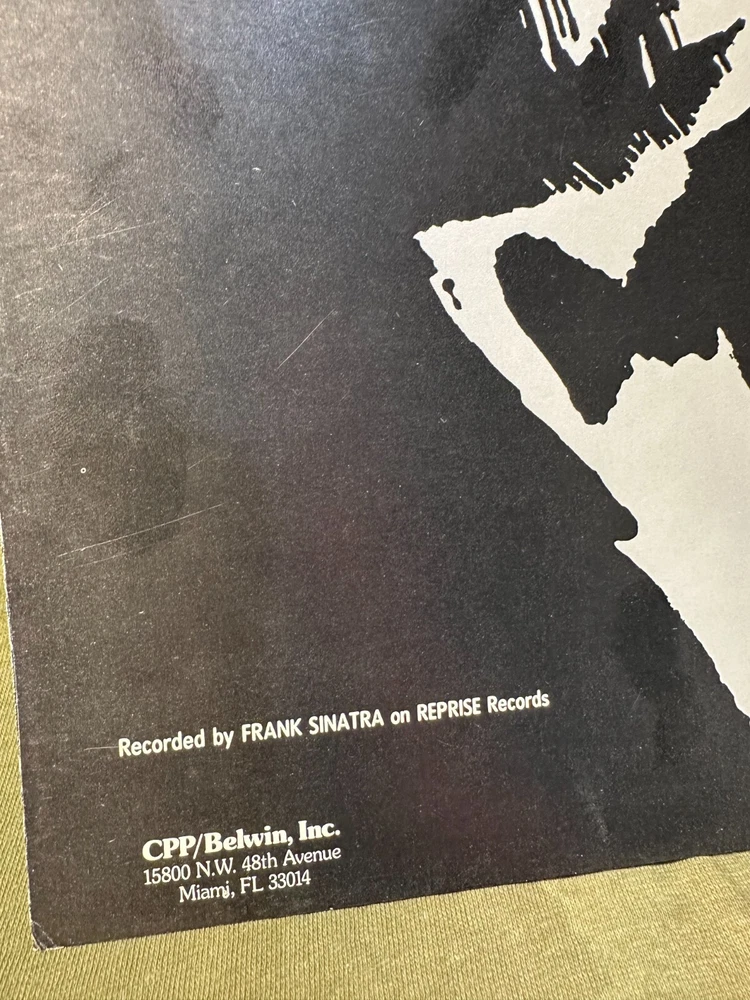 Recorded by FRANK SINATRA on REPRISE Records
CPP/Belwin, Inc.
15800 N.W. 48th Avenue
Miami, FL 33014